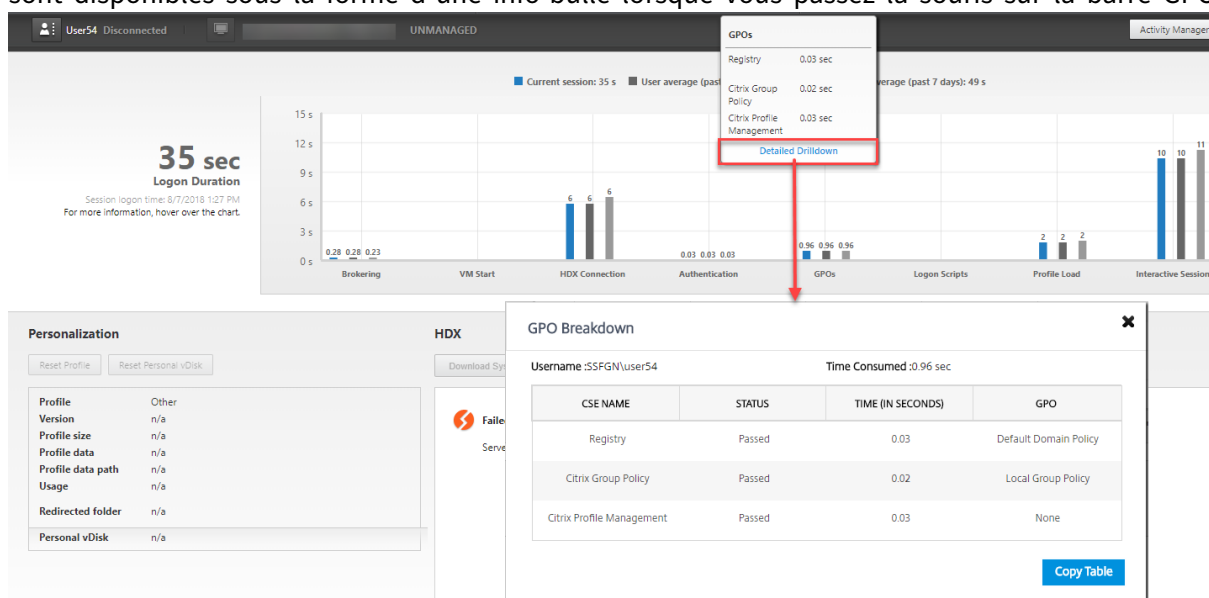 sont disponibles sous la forme d'une info-bulle lorsque vous passez la souris sur la barre GPO
User54 Disconnected UNMANAGED Activity Manager
GPOs
Registry 0.03 sec
Citrix Group Policy 0.02 sec
Citrix Profile Management 0.03 sec
Detailed Drilldown
Current session: 35 s User average (past verage (past 7 days): 49 s
35 sec
Logon Duration
Session logon time: 8/7/2018 1:27 PM
For more information, hover over the chart.
15 s
12 s
9 s
6 s
3 s
0 s
0.28 0.28 0.23
6 6 6
0.03 0.03 0.03
0.96 0.96 0.96
2 2 2
10 10 11
Brokering VM Start HDX Connection Authentication GPOs Logon Scripts Profile Load Interactive Session
Personalization
Reset Profile Reset Personal vDisk
Profile Other
Version n/a
Profile size n/a
Profile data n/a
Profile data path n/a
Usage n/a
Redirected folder n/a
Personal vDisk n/a
HDX
Download Sys
Faile
Serve
GPO Breakdown
Username :SSFGN\user54 Time Consumed :0.96 sec
CSE NAME STATUS TIME (IN SECONDS) GPO
Registry Passed 0.03 Default Domain Policy
Citrix Group Policy Passed 0.02 Local Group Policy
Citrix Profile Management Passed 0.03 None
Copy Table